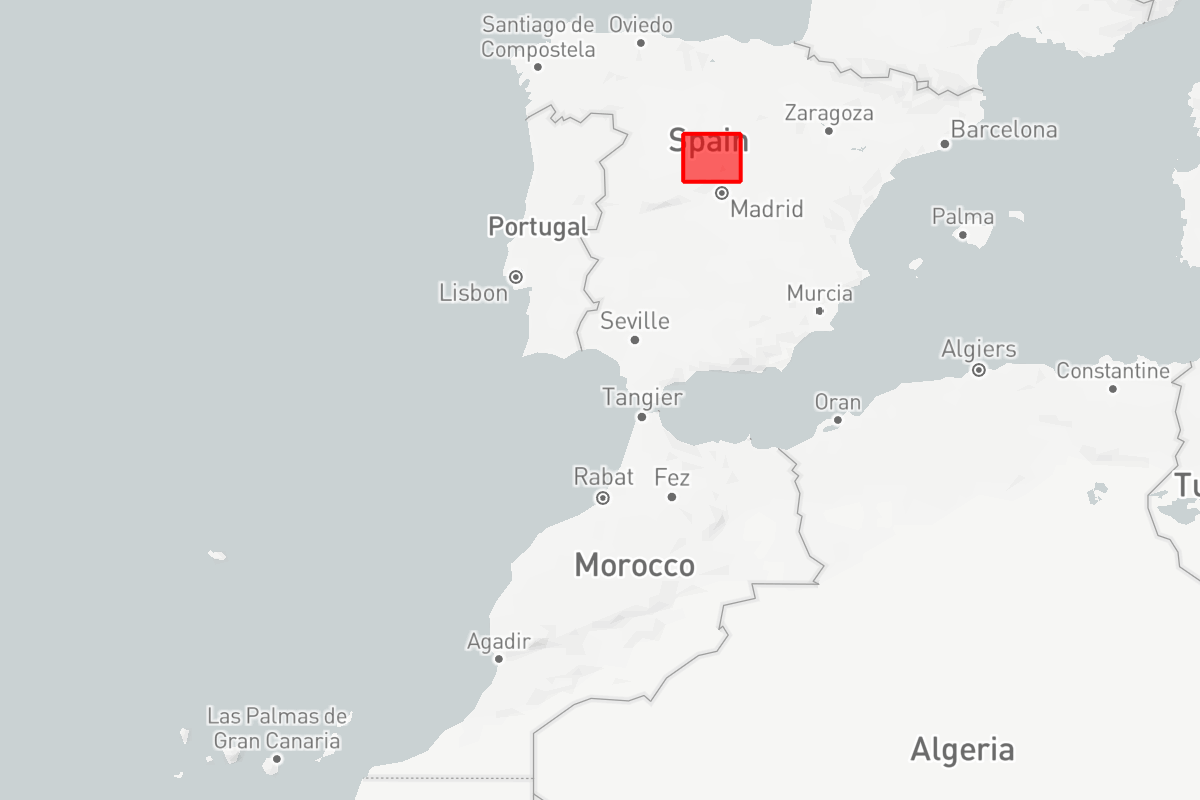 Santiago de
Compostela
Oviedo
Zaragoza
Barcelona
Spain
Madrid
Palma
Portugal
Lisbon
Murcia
Seville
Algiers
Constantine
Tangier
Oran
Rabat
Fez
Tu
Morocco
Agadir
Las Palmas de
Gran Canaria
Algeria